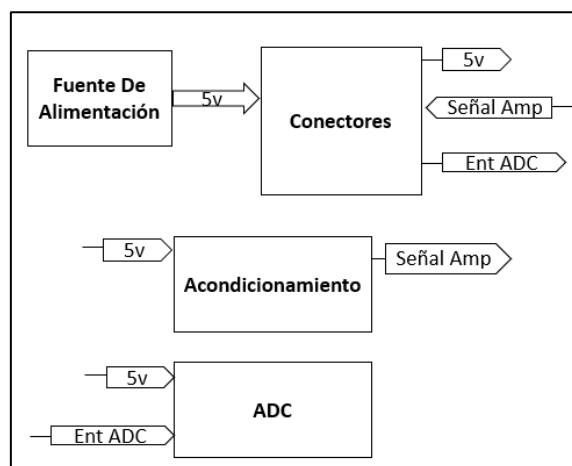 Fuente De
Alimentación
5v
Conectores
5v
Señal Amp
Ent ADC
5v
Acondicionamiento
Señal Amp
5v
Ent ADC
ADC